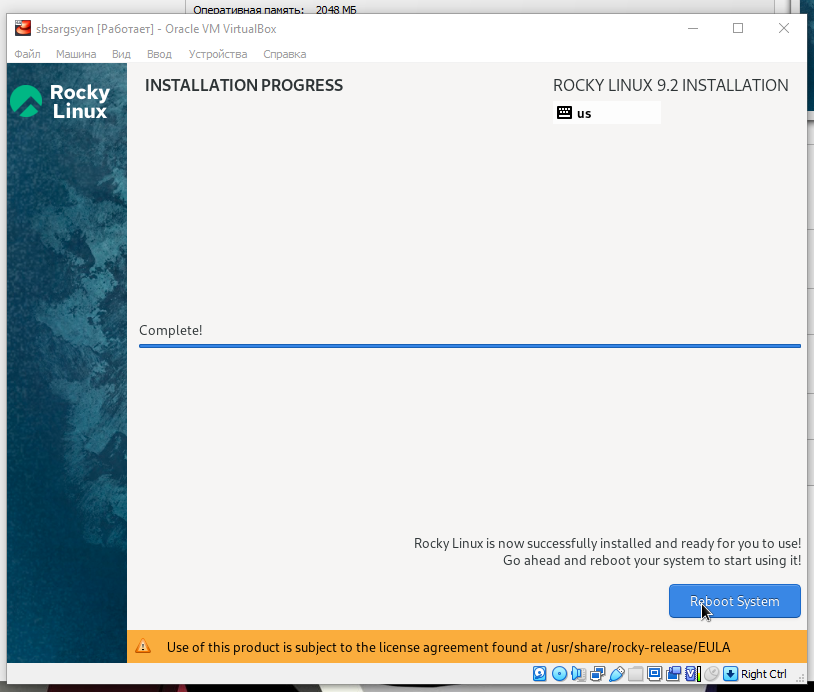 Оперативная память: 2048 МБ
sbsargsyan [Работает] - Oracle VM VirtualBox
Файл Машина Вид Ввод Устройства Справка
Rocky
Linux
INSTALLATION PROGRESS
ROCKY LINUX 9.2 INSTALLATION
us
Complete!
Rocky Linux is now successfully installed and ready for you to use!
Go ahead and reboot your system to start using it!
Reboot System
Use of this product is subject to the license agreement found at /usr/share/rocky-release/EULA
Right Ctrl